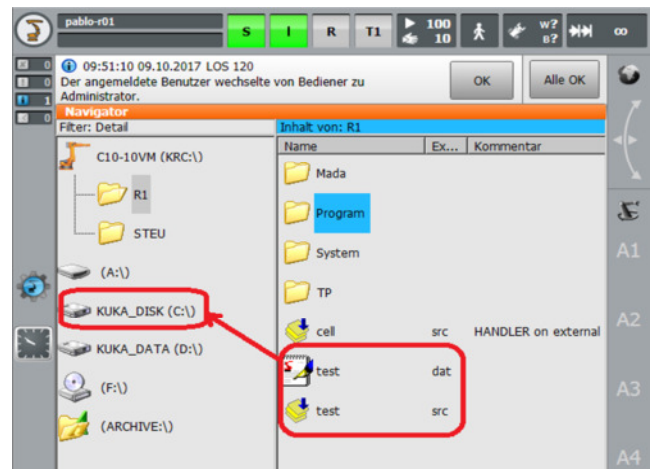 pablo-r01
S I R T1 100 10 W? B? ∞
0
0
1
0
09:51:10 09.10.2017 LOS 120
Der angemeldete Benutzer wechselte von Bediener zu
Administrator.
OK
Alle OK
Navigator
Filter: Detail
Inhalt von: R1
Name Ex... Kommentar
C10-10VM (KRC:\)
R1
STEU
(A:\)
KUKA_DISK (C:\)
KUKA_DATA (D:\)
(F:\)
(ARCHIVE:\)
Mada
Program
System
TP
cell src HANDLER on external
test dat
test src
A1
A2
A3
A4